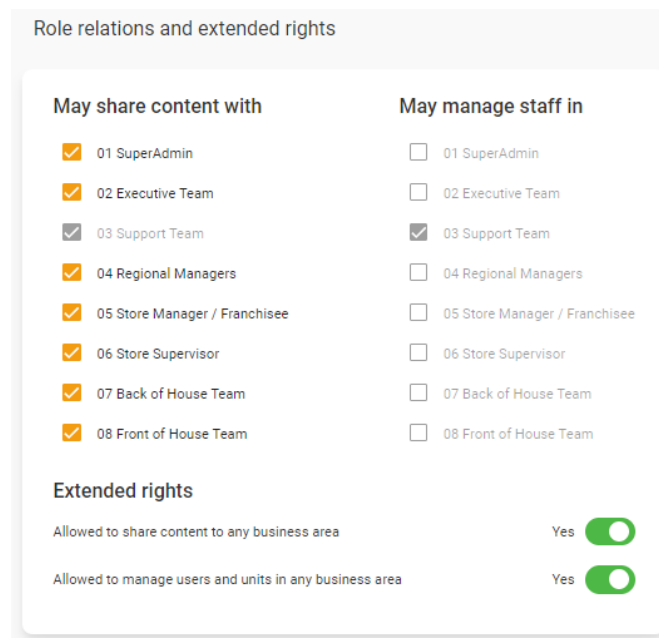 Role relations and extended rights
May share content with
01 SuperAdmin
02 Executive Team
03 Support Team
04 Regional Managers
05 Store Manager / Franchisee
06 Store Supervisor
07 Back of House Team
08 Front of House Team
May manage staff in
01 SuperAdmin
02 Executive Team
03 Support Team
04 Regional Managers
05 Store Manager / Franchisee
06 Store Supervisor
07 Back of House Team
08 Front of House Team
Extended rights
Allowed to share content to any business area Yes
Allowed to manage users and units in any business area Yes